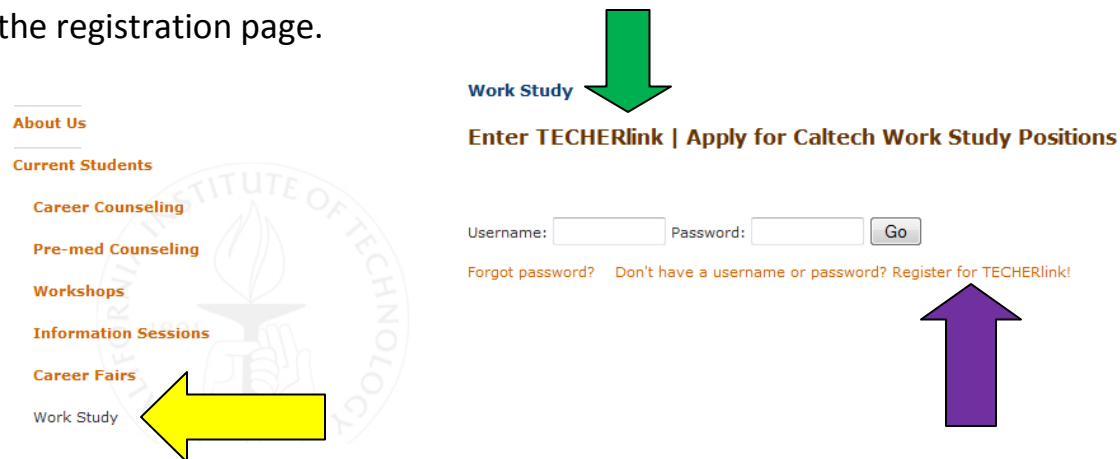 the registration page.
About Us
Current Students
Career Counseling
Pre-med Counseling
Workshops
Information Sessions
Career Fairs
Work Study
Work Study
Enter TECHERlink | Apply for Caltech Work Study Positions
Username: Password: Go
Forgot password? Don't have a username or password? Register for TECHERlink!